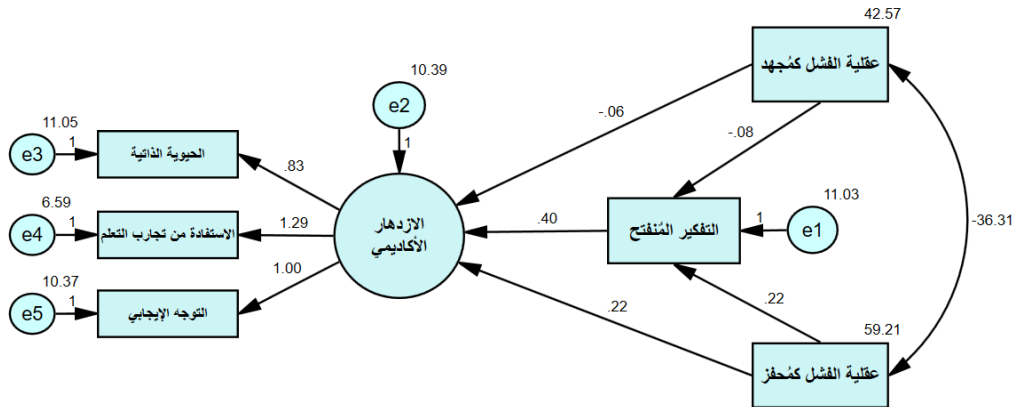 42.57
عقلية الفشل كمُجهد
10.39
e2
1
-.06
-.08
11.05
e3
1
الحيوية الذاتية
.83
6.59
e4
1
الاستفادة من تجارب التعلم
1.29
الازدهار
الأكاديمي
.40
التفكير المُنفتح
11.03
1
e1
-36.31
10.37
e5
1
التوجه الإيجابي
1.00
.22
.22
59.21
عقلية الفشل كمُحفز